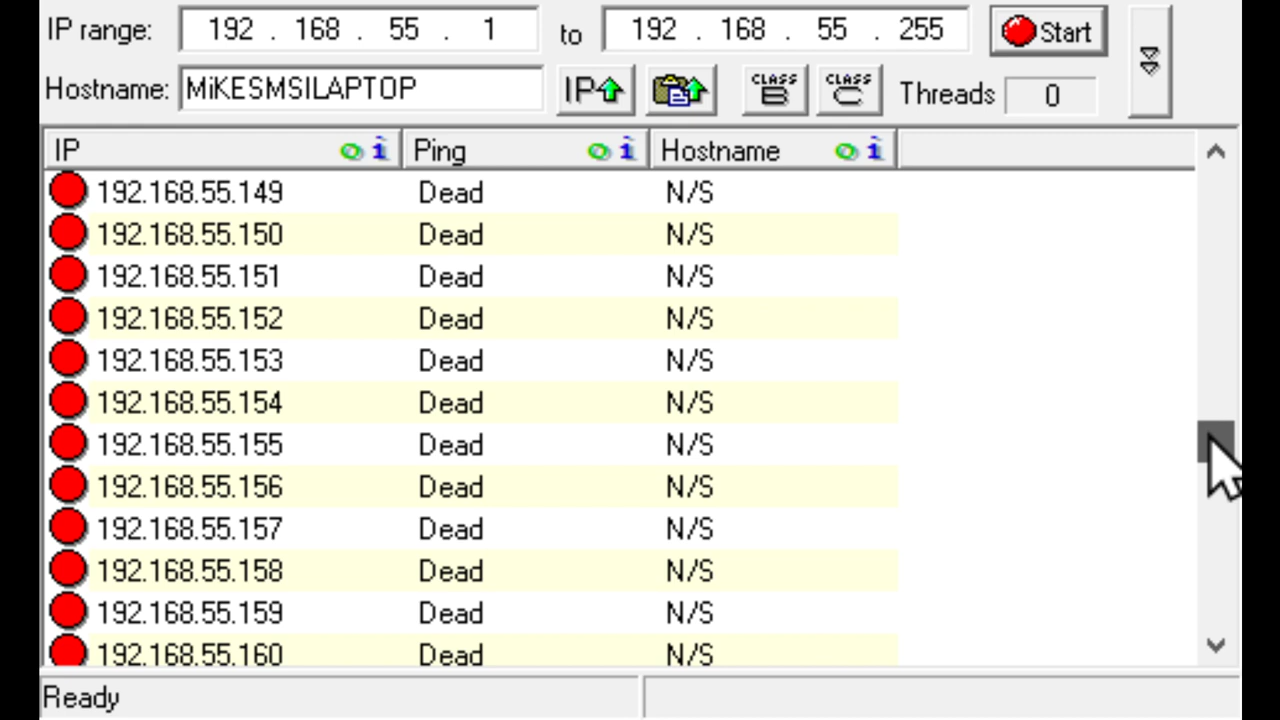 IP range: 192 . 168 . 55 . 1 to 192 . 168 . 55 . 255 Start
Hostname: MiKESMSILAPTOP IP CLASS B CLASS C Threads 0
IP i Ping i Hostname i
192.168.55.149 Dead N/S
192.168.55.150 Dead N/S
192.168.55.151 Dead N/S
192.168.55.152 Dead N/S
192.168.55.153 Dead N/S
192.168.55.154 Dead N/S
192.168.55.155 Dead N/S
192.168.55.156 Dead N/S
192.168.55.157 Dead N/S
192.168.55.158 Dead N/S
192.168.55.159 Dead N/S
192.168.55.160 Dead N/S
Ready